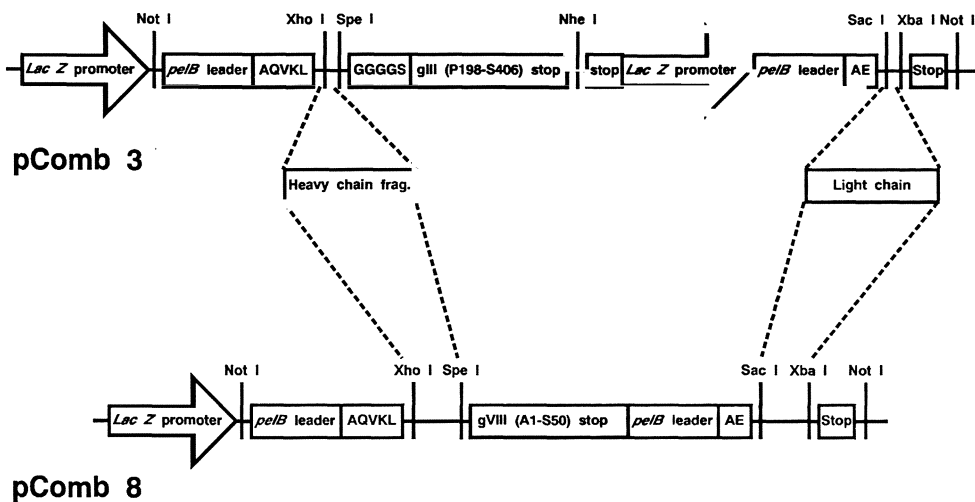 Not I Xho I Spe I Nhe I Sac I Xba I Not I
Lac Z promoter pelB leader AQVKL GGGGS gIII (P198-S406) stop stop Lac Z promoter pelB leader AE Stop
pComb 3
Heavy chain frag. Light chain
Not I Xho I Spe I Sac I Xba I Not I
Lac Z promoter pelB leader AQVKL gVIII (A1-S50) stop pelB leader AE Stop
pComb 8